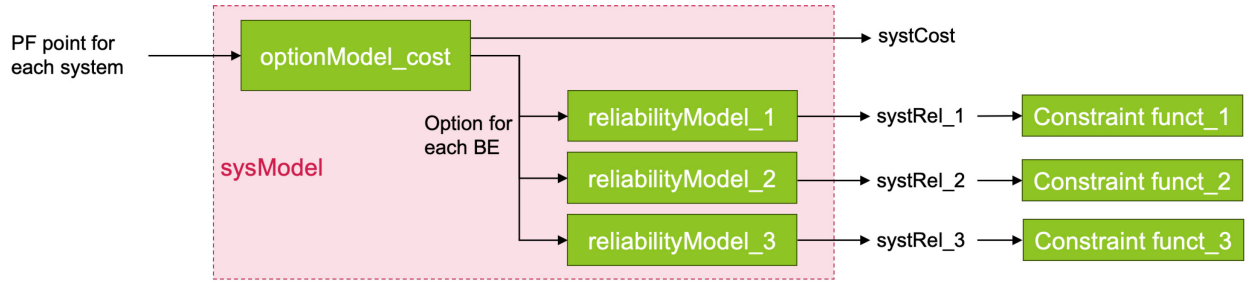 PF point for
each system
optionModel_cost
systCost
Option for
each BE
sysModel
reliabilityModel_1
systRel_1
Constraint funct_1
reliabilityModel_2
systRel_2
Constraint funct_2
reliabilityModel_3
systRel_3
Constraint funct_3